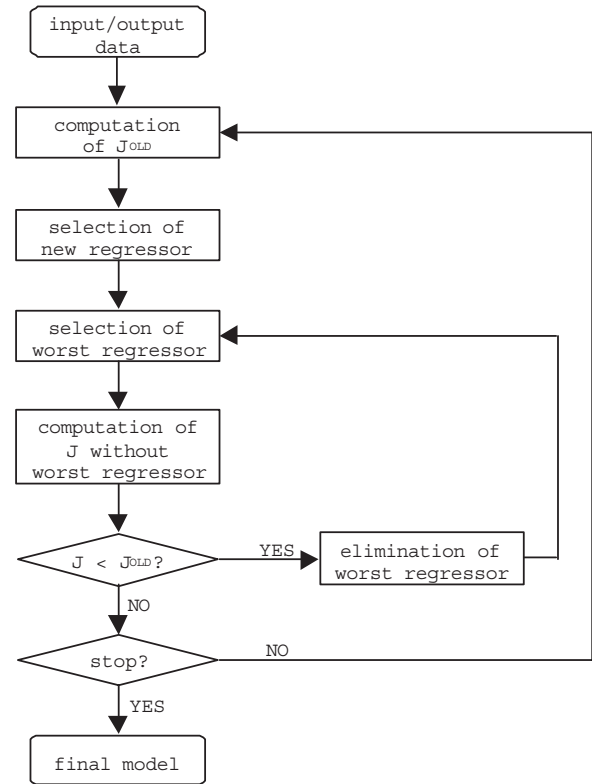 input/output
data
computation
of JOLD
selection of
new regressor
selection of
worst regressor
computation of
J without
worst regressor
J < JOLD?
YES
elimination of
worst regressor
NO
stop?
NO
YES
final model